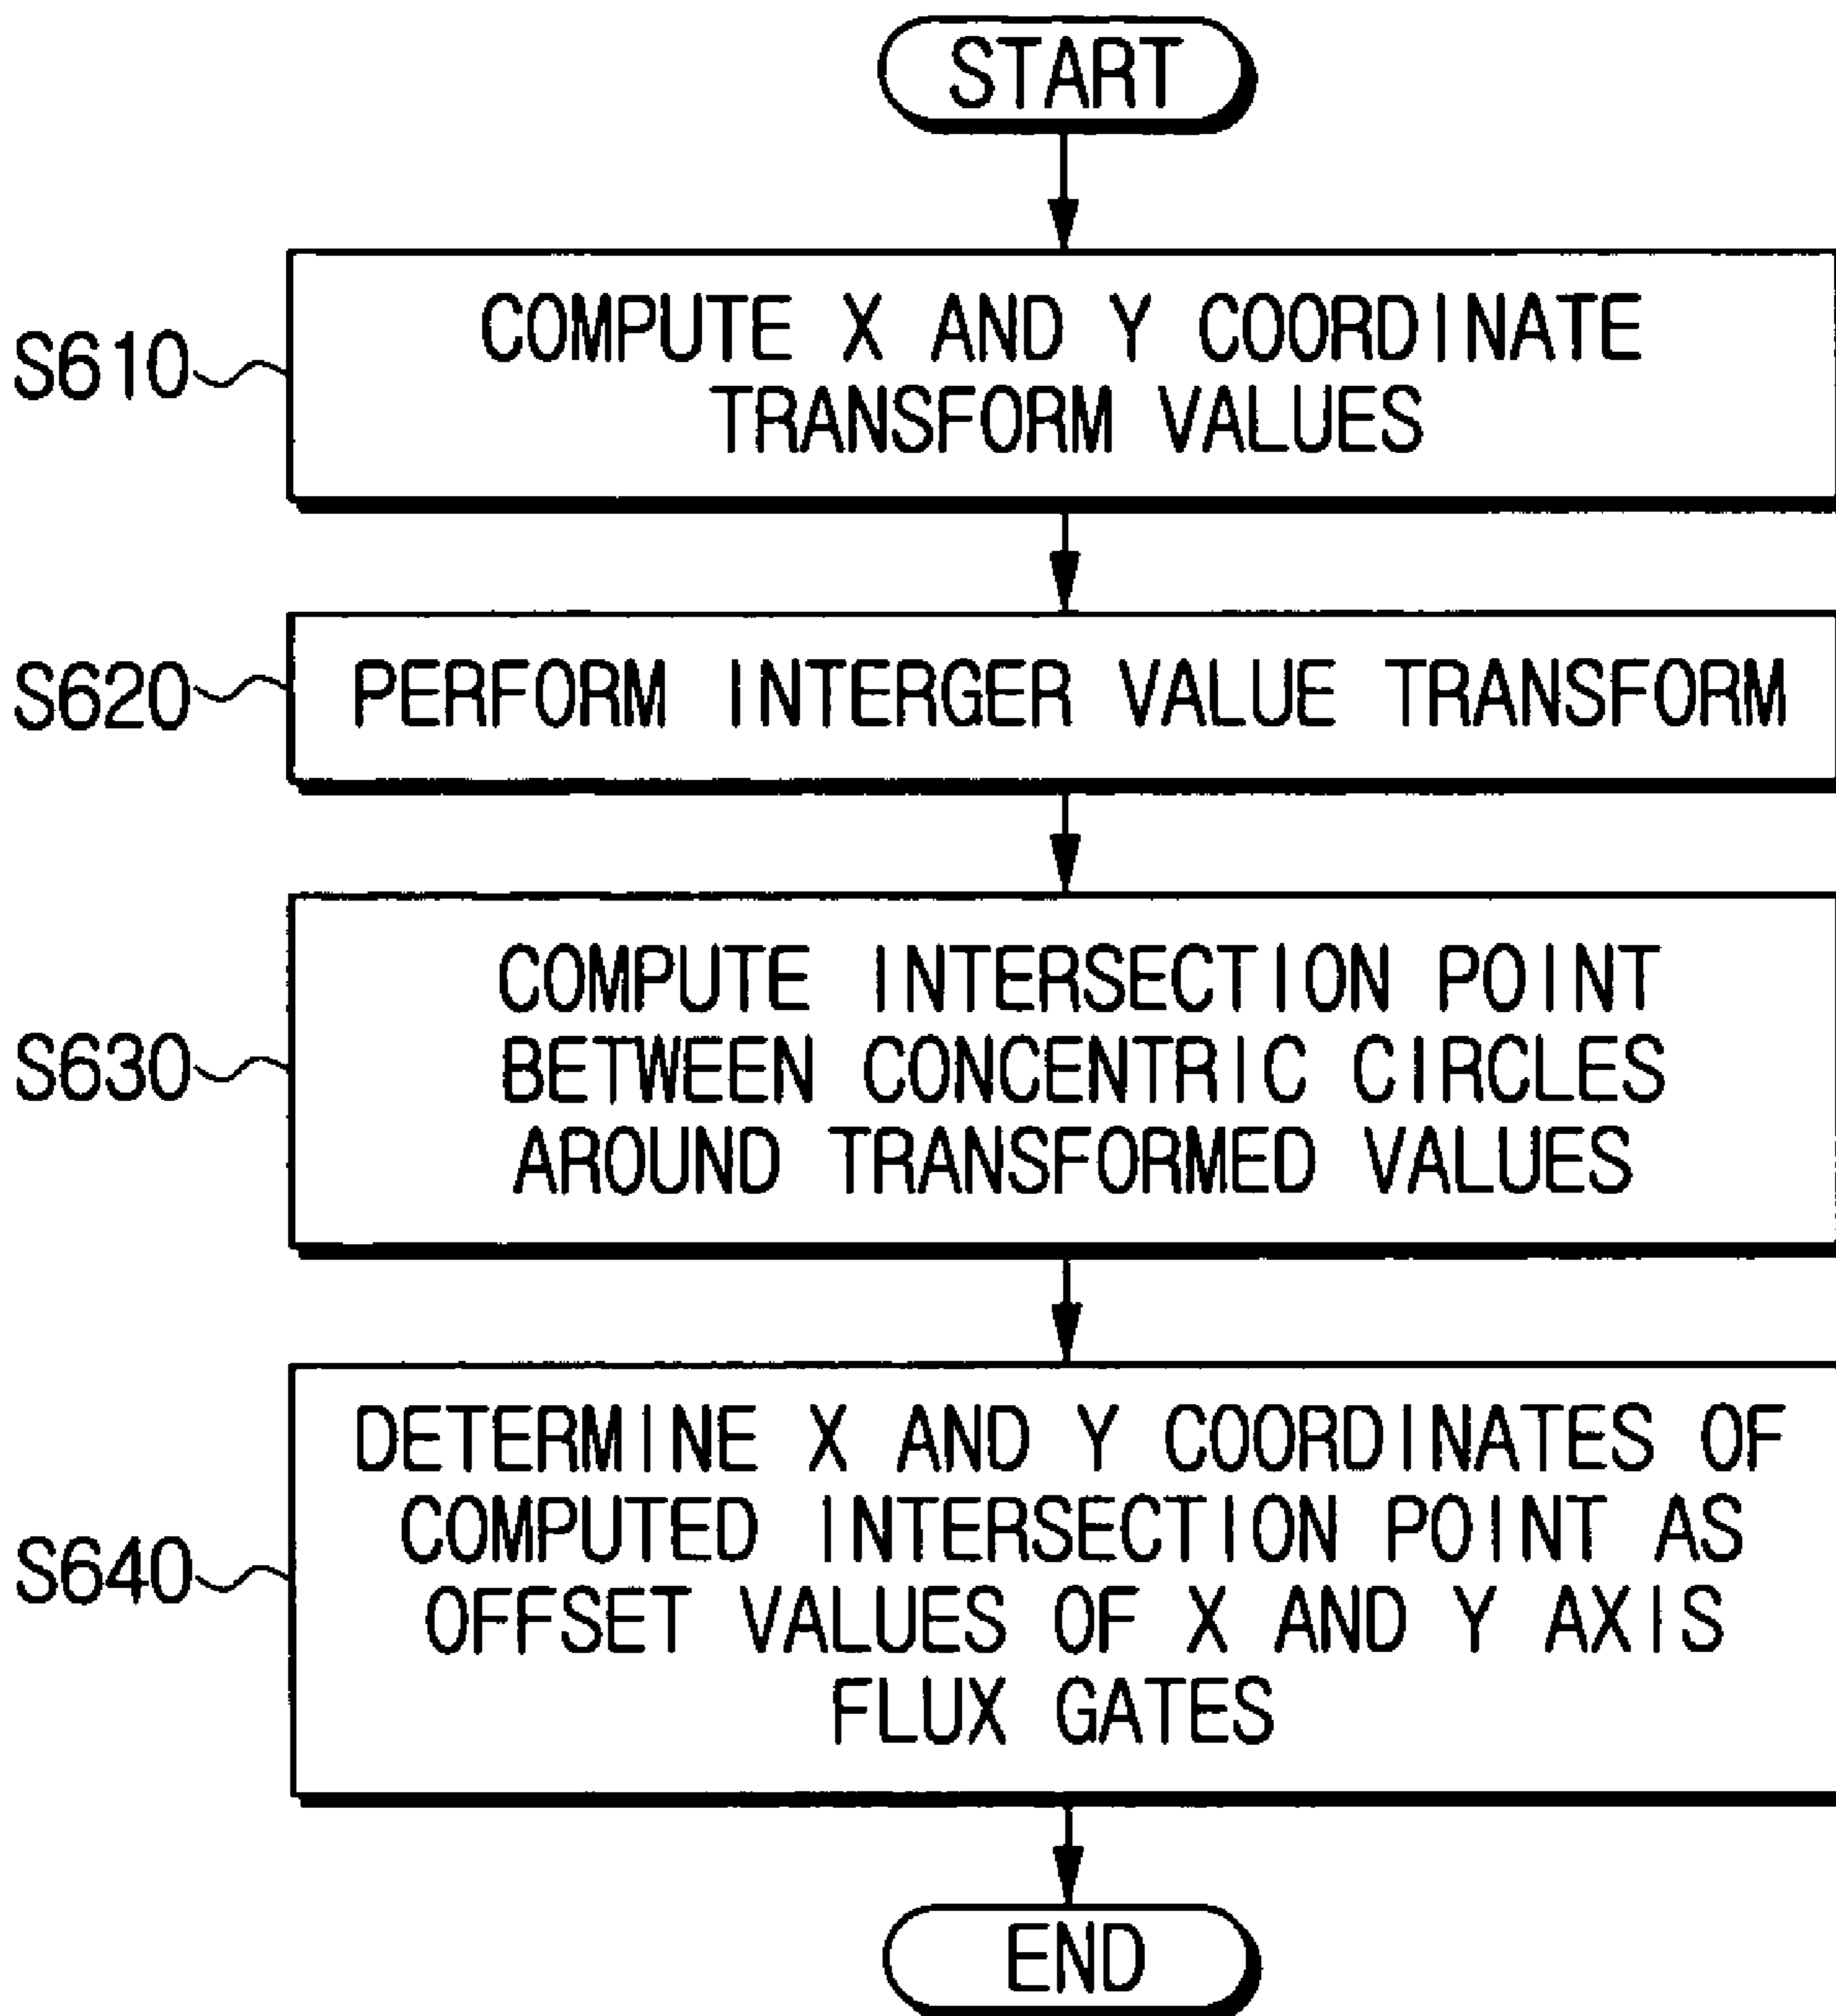 START
S610
COMPUTE X AND Y COORDINATE
TRANSFORM VALUES
S620
PERFORM INTERGER VALUE TRANSFORM
S630
COMPUTE INTERSECTION POINT
BETWEEN CONCENTRIC CIRCLES
AROUND TRANSFORMED VALUES
S640
DETERMINE X AND Y COORDINATES OF
COMPUTED INTERSECTION POINT AS
OFFSET VALUES OF X AND Y AXIS
FLUX GATES
END